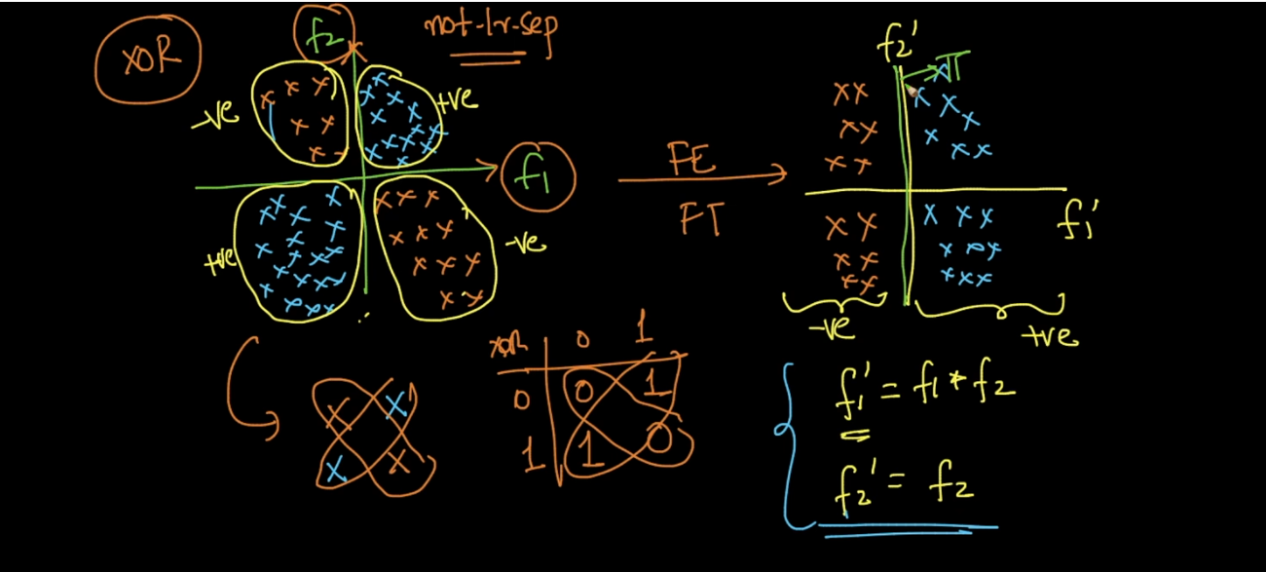 XOR
f2
not-lr-sep
-ve
+ve
f1
+ve
-ve
FE
FT
f2'
π
f1'
-ve
+ve
XOR 0 1
0 0 1
1 1 0
f1' = f1 * f2
f2' = f2